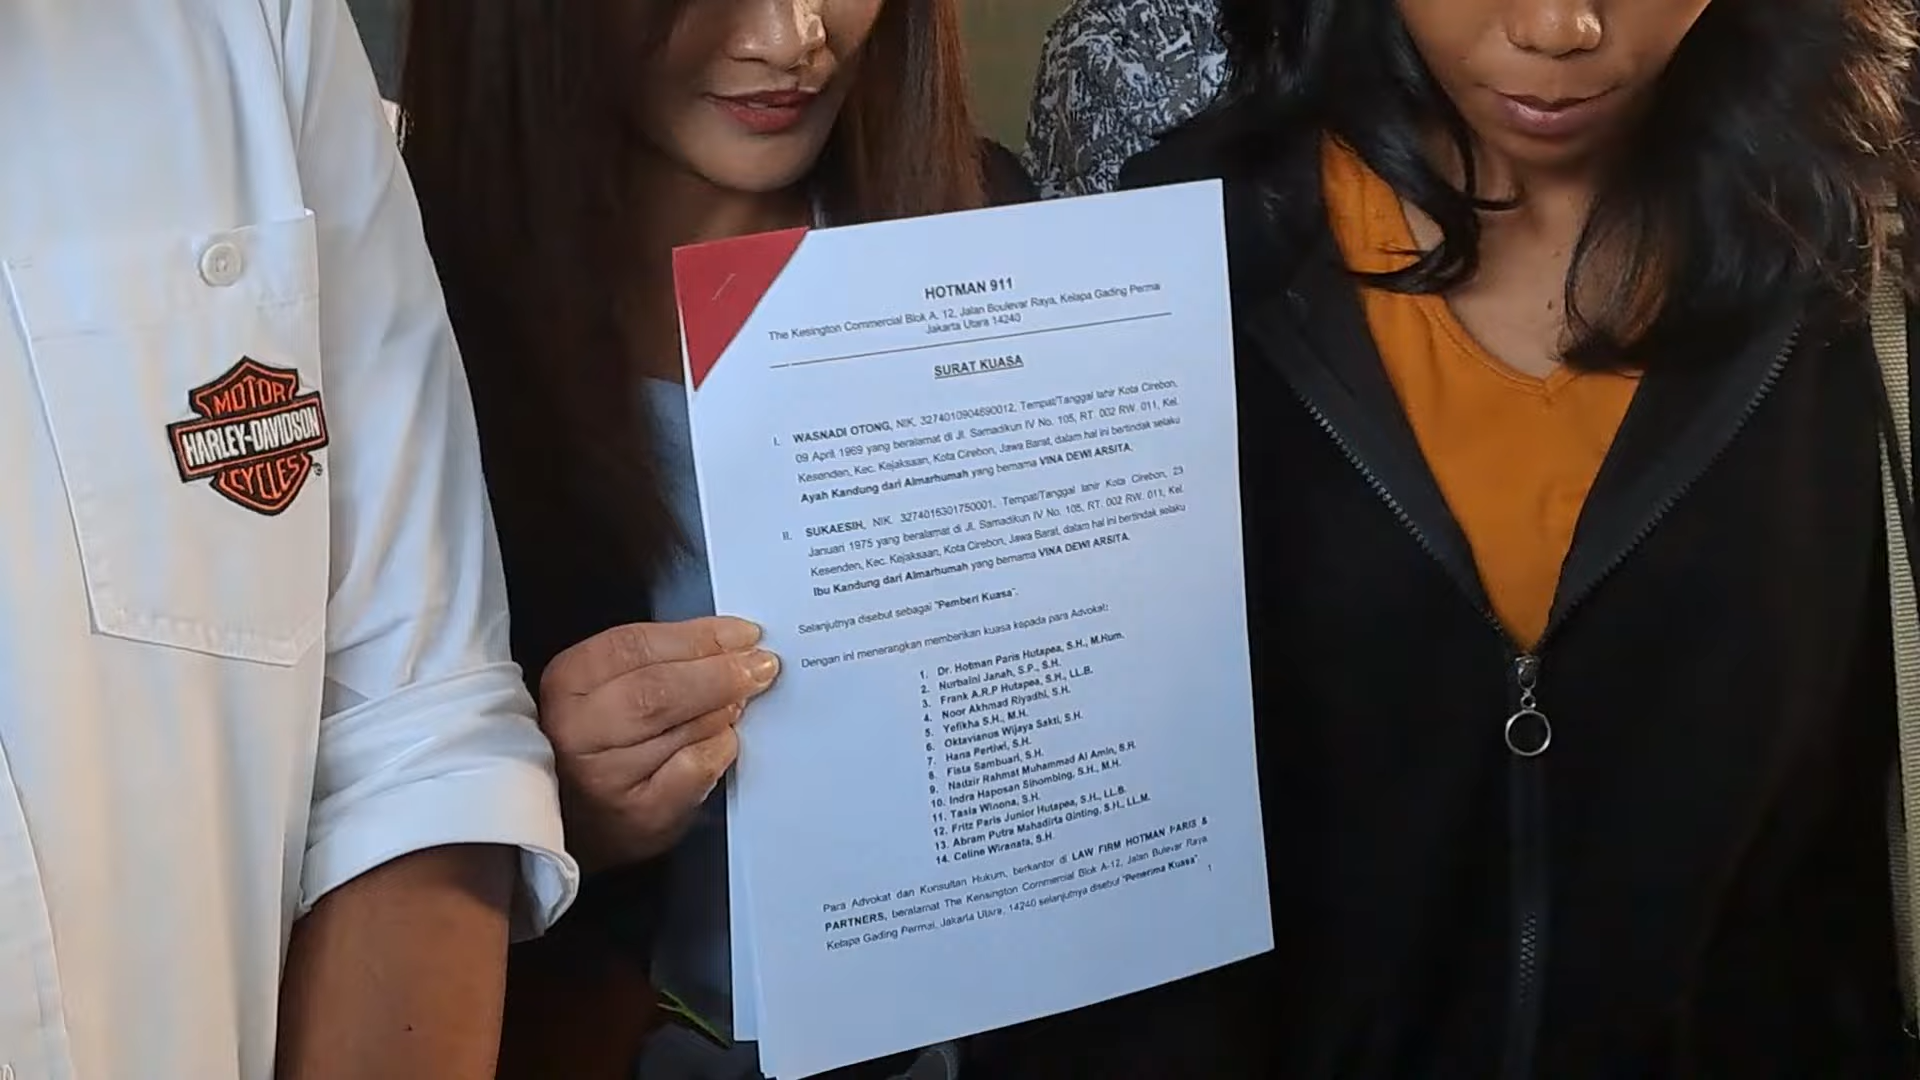 MOTOR
HARLEY-DAVIDSON
CYCLES
HOTMAN 911
The Kesington Commercial Blok A. 12, Jalan Boulevar Raya, Kelapa Gading Permai
Jakarta Utara 14240
SURAT KUASA
I. WASNADI OTONG, NIK. 3274010904690012, Tempat/Tanggal lahir Kota Cirebon,
09 April 1969 yang beralamat di Jl. Samadikun IV No. 105, RT. 002 RW. 011, Kel.
Kesenden, Kec. Kejaksaan, Kota Cirebon, Jawa Barat, dalam hal ini bertindak selaku
Ayah Kandung dari Almarhumah yang bernama VINA DEWI ARSITA.
II. SUKAESIH, NIK. 3274016301750001, Tempat/Tanggal lahir Kota Cirebon, 23
Januari 1975 yang beralamat di Jl. Samadikun IV No. 105, RT. 002 RW. 011, Kel.
Kesenden, Kec. Kejaksaan, Kota Cirebon, Jawa Barat, dalam hal ini bertindak selaku
Ibu Kandung dari Almarhumah yang bernama VINA DEWI ARSITA.
Selanjutnya disebut sebagai "Pemberi Kuasa".
Dengan ini menerangkan memberikan kuasa kepada para Advokat:
1. Dr. Hotman Paris Hutapea, S.H., M.Hum.
2. Nurbaini Janah, S.P., S.H.
3. Frank A.R.P Hutapea, S.H., LL.B.
4. Noor Akhmad Riyadhi, S.H.
5. Yefikha S.H., M.H.
6. Oktavianus Wijaya Sakti, S.H.
7. Hana Pertiwi, S.H.
8. Fista Sambuari, S.H.
9. Nadzir Rahmat Muhammad Al Amin, S.H.
10. Indra Haposan Sihombing, S.H., M.H.
11. Tasia Winona, S.H.
12. Fritz Paris Junior Hutapea, S.H., LL.B.
13. Abram Putra Mahadirta Ginting, S.H., LL.M.
14. Celine Wiranata, S.H.
Para Advokat dan Konsultan Hukum, berkantor di LAW FIRM HOTMAN PARIS &
PARTNERS, beralamat The Kensington Commercial Blok A-12, Jalan Bulevar Raya
Kelapa Gading Permai, Jakarta Utara, 14240 selanjutnya disebut "Penerima Kuasa"
1